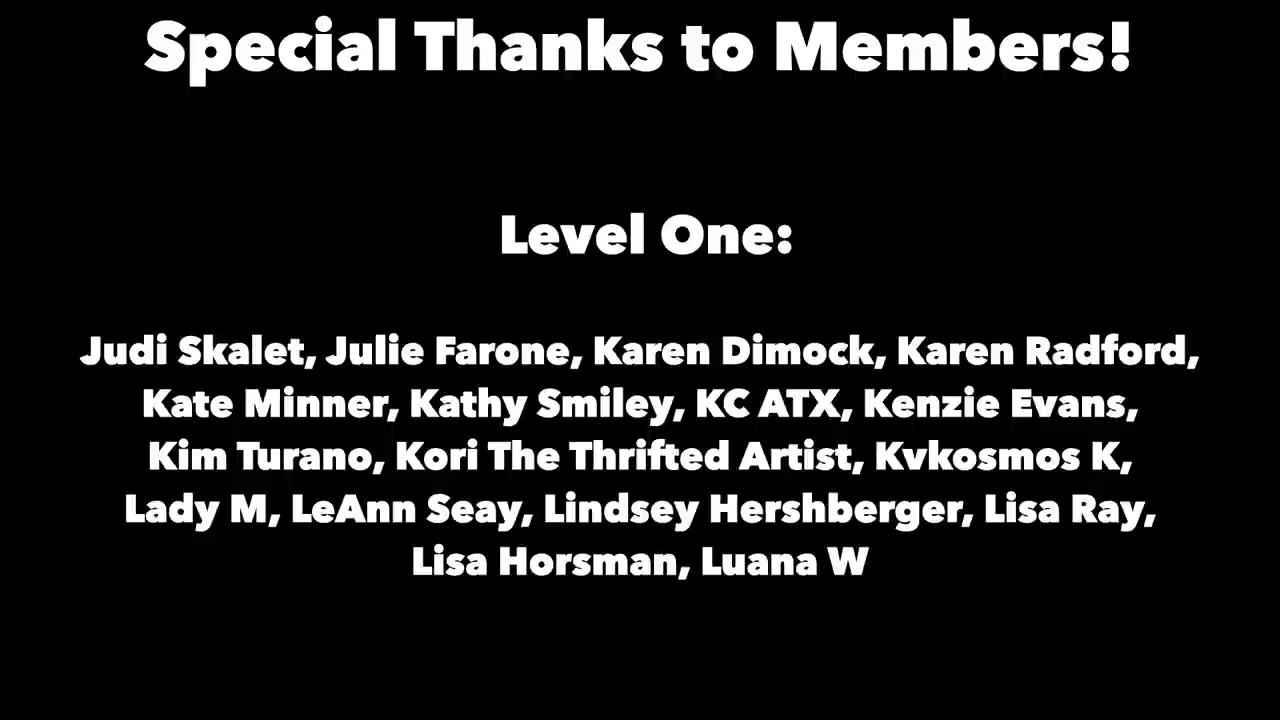 Special Thanks to Members!
Level One:
Judi Skalet, Julie Farone, Karen Dimock, Karen Radford,
Kate Minner, Kathy Smiley, KC ATX, Kenzie Evans,
Kim Turano, Kori The Thrifted Artist, Kvkosmos K,
Lady M, LeAnn Seay, Lindsey Hershberger, Lisa Ray,
Lisa Horsman, Luana W